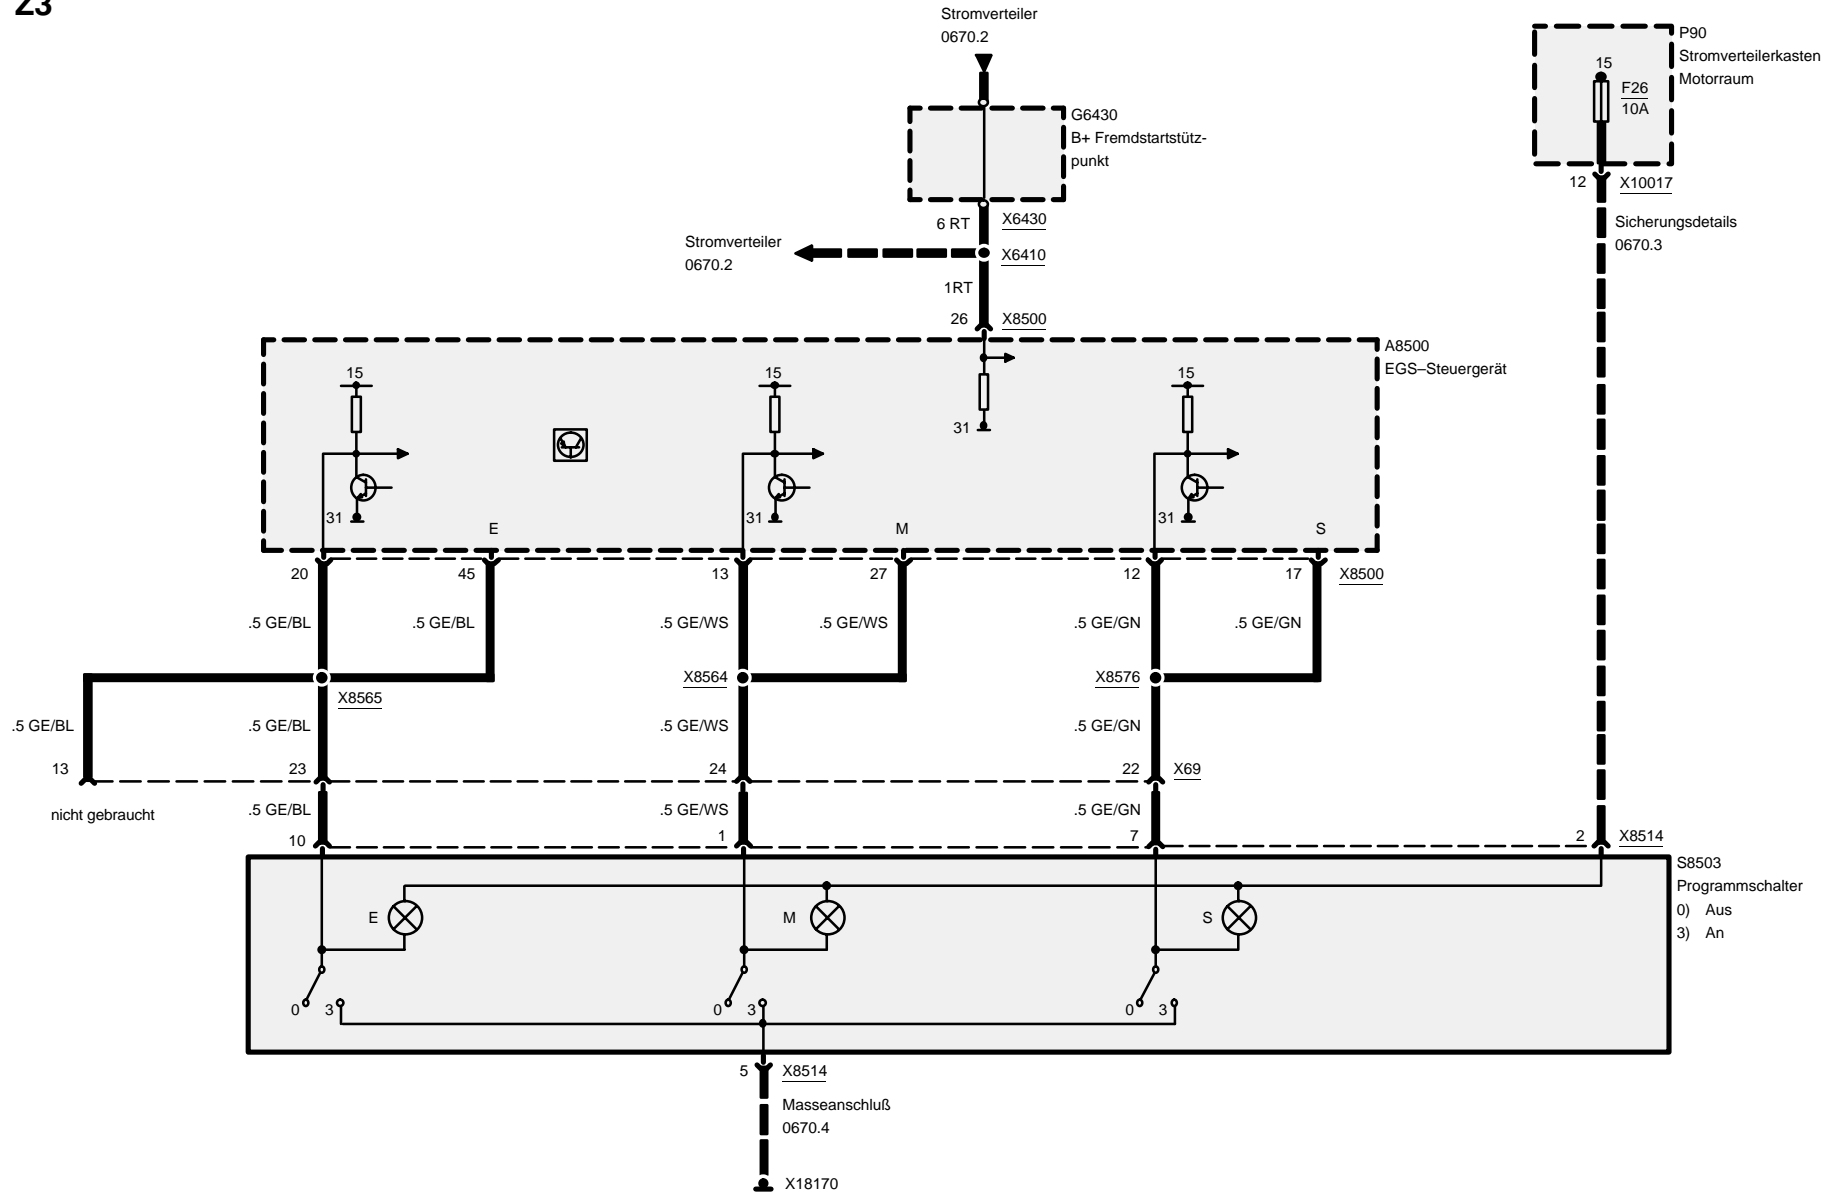 Z3
Stromverteiler
0670.2
P90
Stromverteilerkasten
Motorraum
15
F26
10A
G6430
B+ Fremdstartstütz-
punkt
12 X10017
6 RT X6430
Sicherungsdetails
0670.3
Stromverteiler
0670.2
X6410
1RT
26 X8500
A8500
EGS–Steuergerät
15 15 15
31
31 31 31
E M S
20 45 13 27 12 17 X8500
.5 GE/BL .5 GE/BL .5 GE/WS .5 GE/WS .5 GE/GN .5 GE/GN
X8565 X8564 X8576
.5 GE/BL .5 GE/BL .5 GE/WS .5 GE/GN
13 23 24 22 X69
nicht gebraucht
.5 GE/BL .5 GE/WS .5 GE/GN
10 1 7 2 X8514
S8503
Programmschalter
0) Aus
3) An
E M S
0 3 0 3 0 3
5 X8514
Masseanschluß
0670.4
X18170